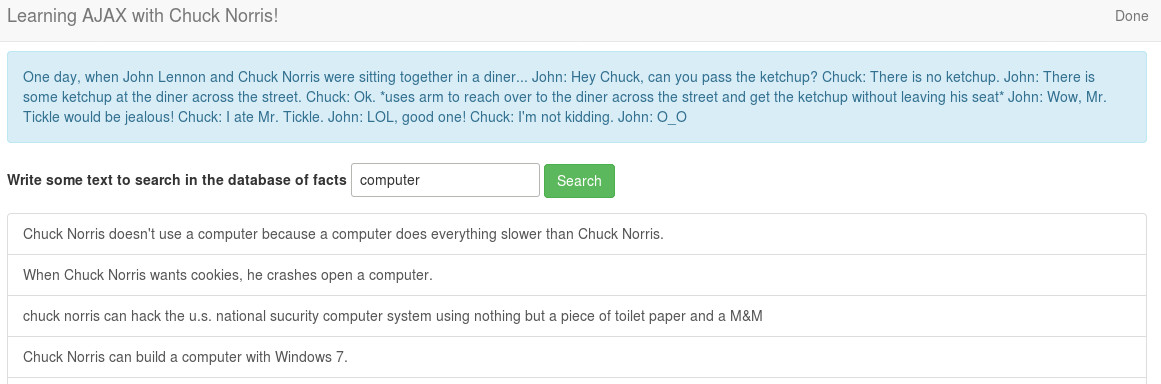 Learning AJAX with Chuck Norris!
Done
One day, when John Lennon and Chuck Norris were sitting together in a diner... John: Hey Chuck, can you pass the ketchup? Chuck: There is no ketchup. John: There is
some ketchup at the diner across the street. Chuck: Ok. *uses arm to reach over to the diner across the street and get the ketchup without leaving his seat* John: Wow, Mr.
Tickle would be jealous! Chuck: I ate Mr. Tickle. John: LOL, good one! Chuck: I'm not kidding. John: O_O
Write some text to search in the database of facts computer Search
Chuck Norris doesn't use a computer because a computer does everything slower than Chuck Norris.
When Chuck Norris wants cookies, he crashes open a computer.
chuck norris can hack the u.s. national sucurity computer system using nothing but a piece of toilet paper and a M&M
Chuck Norris can build a computer with Windows 7.